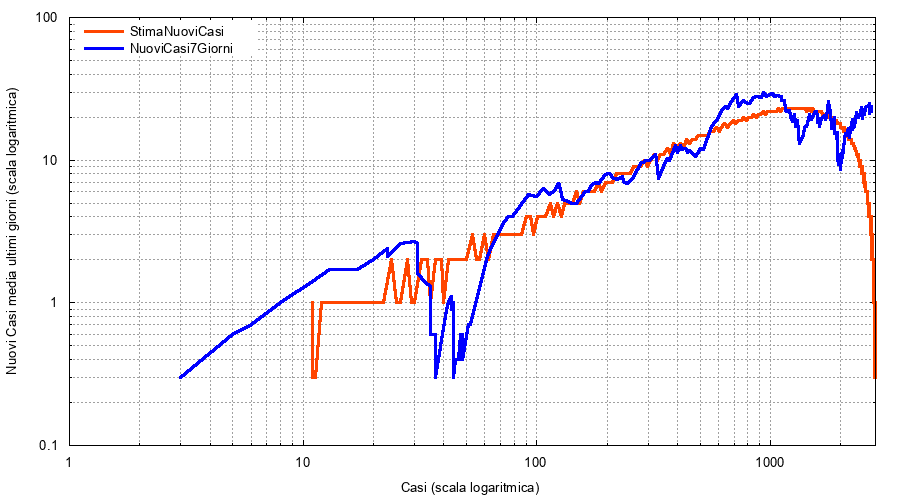 100
StimaNuoviCasi
NuoviCasi7Giorni
Nuovi Casi media ultimi giorni (scala logaritmica)
10
1
0.1
1 10 100 1000
Casi (scala logaritmica)